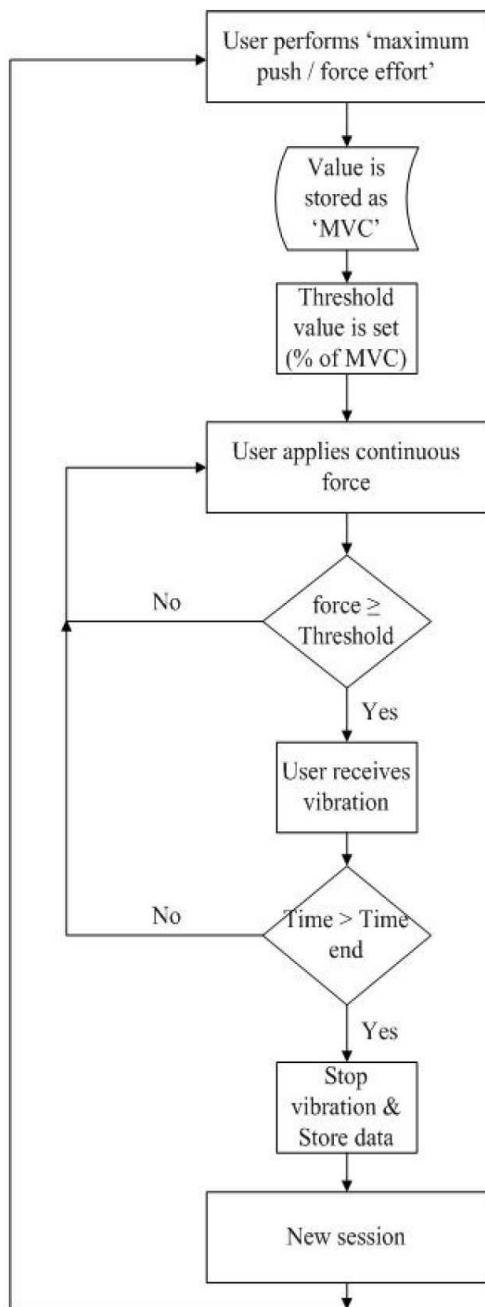 User performs ‘maximum
push / force effort’
Value is
stored as
‘MVC’
Threshold
value is set
(% of MVC)
User applies continuous
force
No
force ≥
Threshold
Yes
User receives
vibration
No
Time > Time
end
Yes
Stop
vibration &
Store data
New session